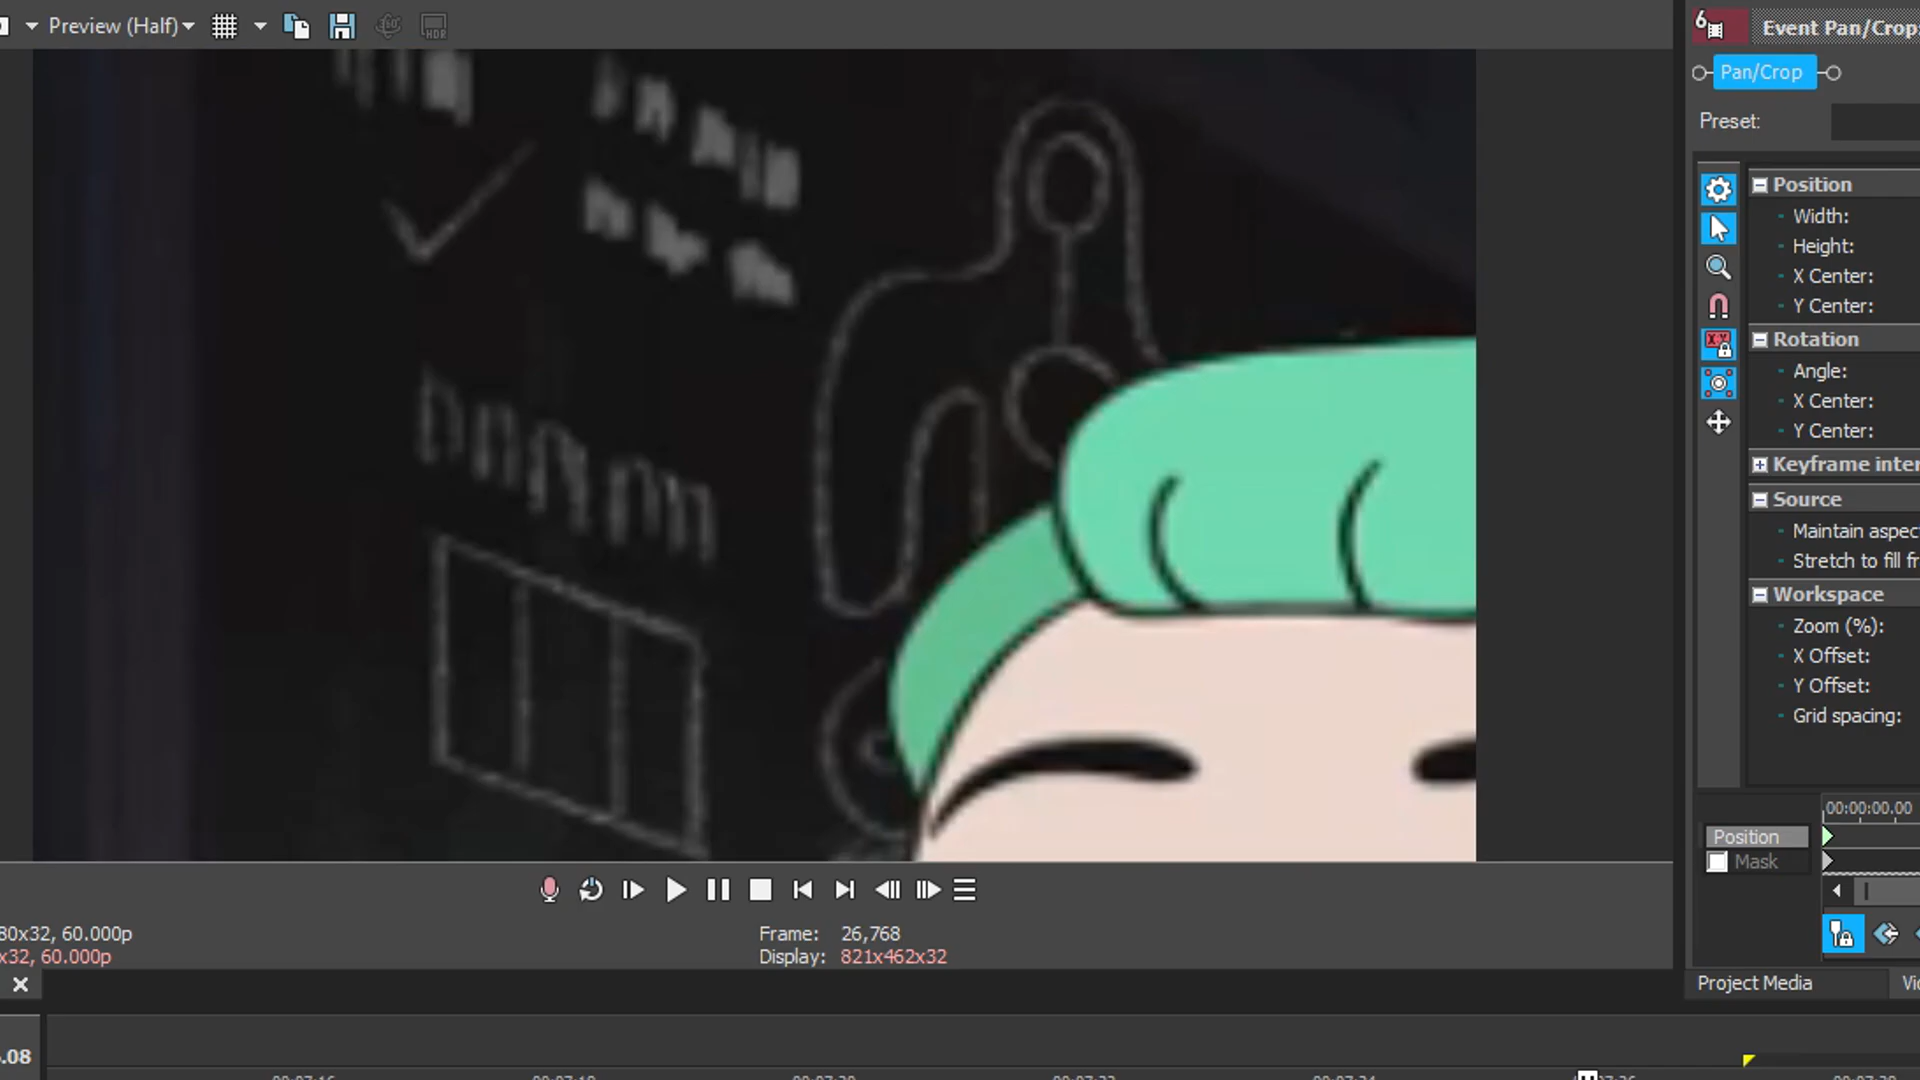 Preview (Half)
HDR
Event Pan/Crop:
Pan/Crop
Preset:
Position
Width:
Height:
X Center:
Y Center:
Rotation
Angle:
X Center:
Y Center:
Keyframe inter
Source
Maintain aspec
Stretch to fill fr
Workspace
Zoom (%):
X Offset:
Y Offset:
Grid spacing:
00:00:00.00
Position
Mask
80x32, 60.000p
x32, 60.000p
Frame: 26,768
Display: 821x462x32
Project Media
.08